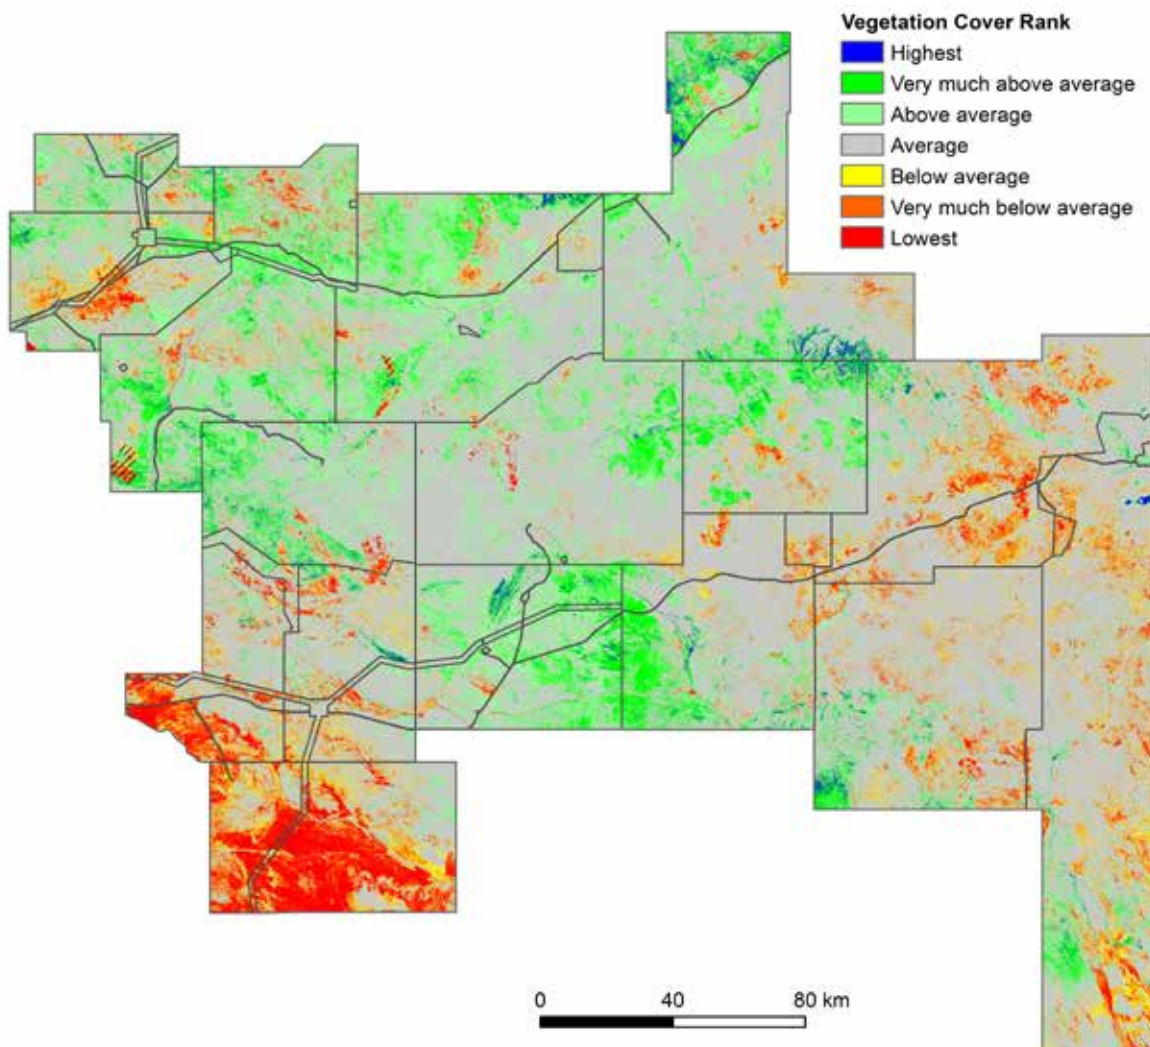 Vegetation Cover Rank
Highest
Very much above average
Above average
Average
Below average
Very much below average
Lowest
0 40 80 km